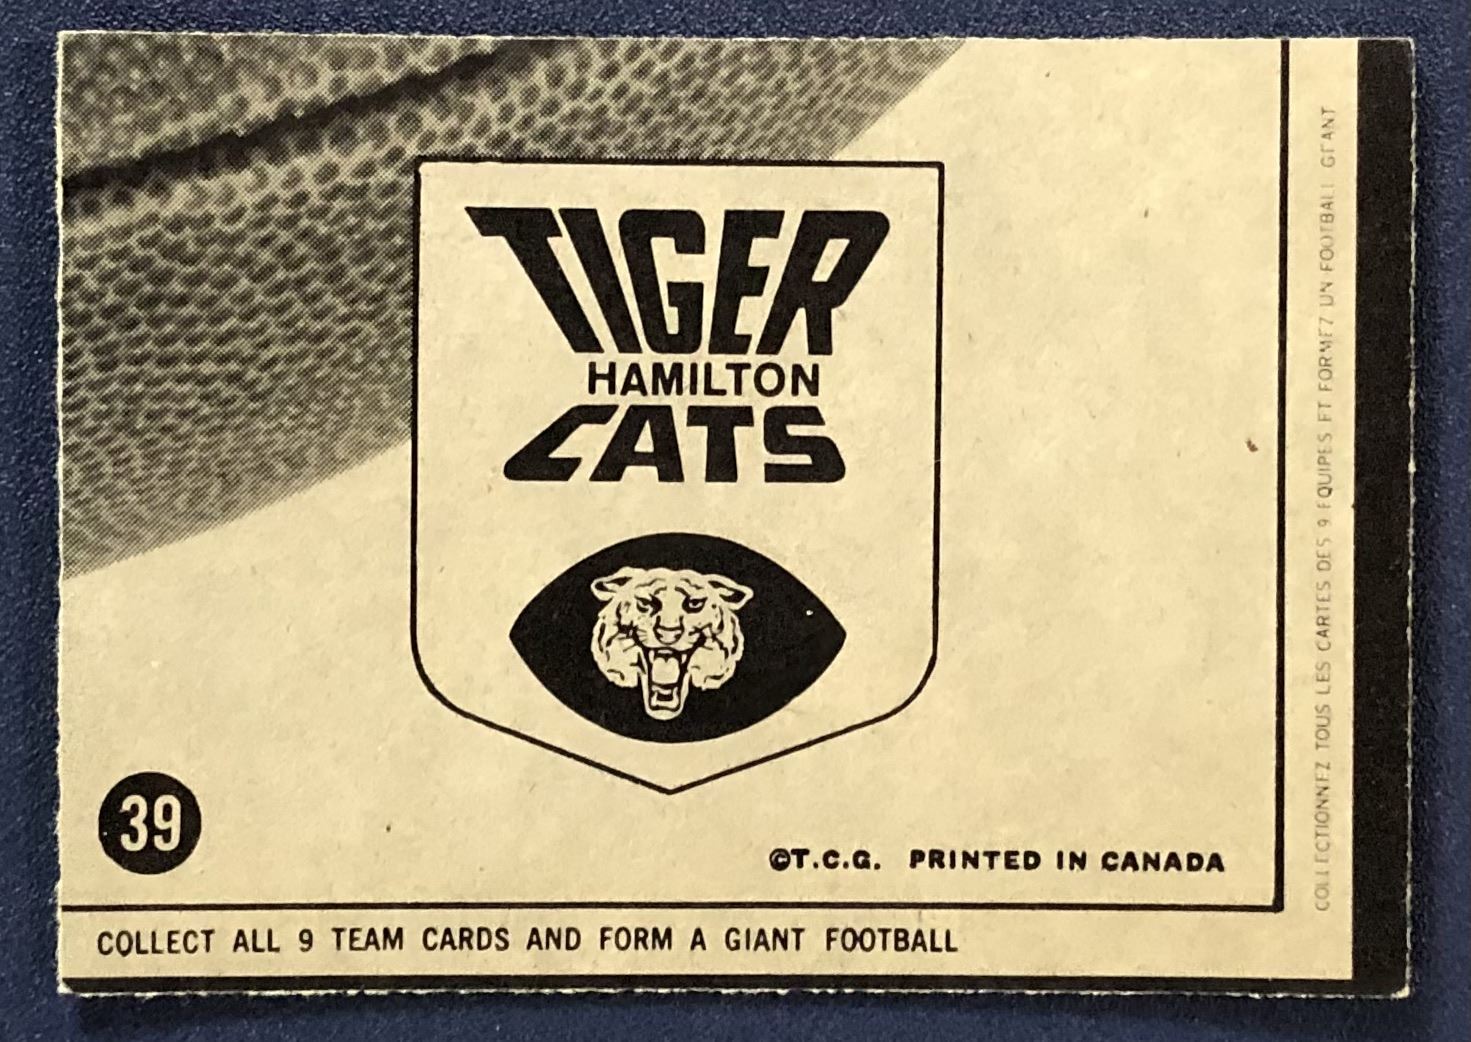 TIGER
HAMILTON
CATS
39
©T.C.G. PRINTED IN CANADA
COLLECT ALL 9 TEAM CARDS AND FORM A GIANT FOOTBALL
COLLECTIONNEZ TOUS LES CARTES DES 9 EQUIPES ET FORMEZ UN FOOTBALL GEANT